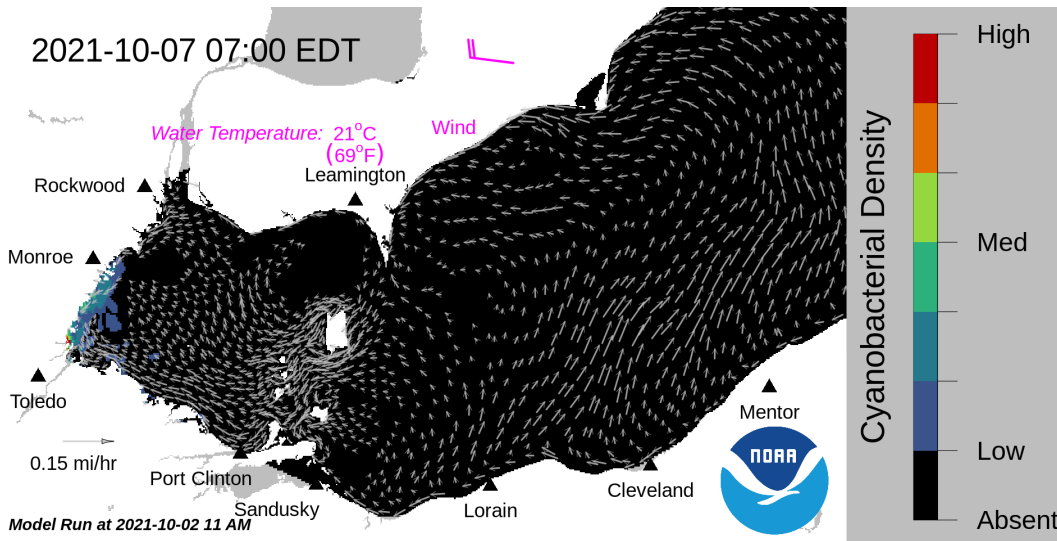 2021-10-07 07:00 EDT
High
Water Temperature: 21°C
(69°F)
Wind
Leamington
Rockwood
Monroe
Med
Cyanobacterial Density
Toledo
Mentor
0.15 mi/hr
NOAA
Low
Port Clinton
Cleveland
Sandusky
Lorain
Model Run at 2021-10-02 11 AM
Absent